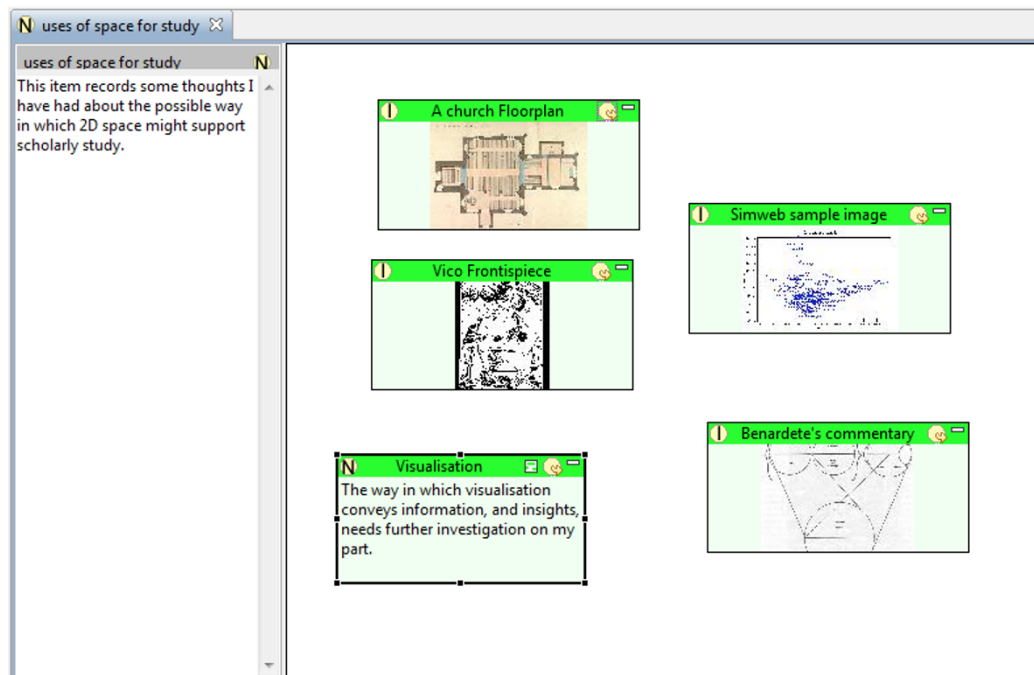 N uses of space for study
uses of space for study N
This item records some thoughts I
have had about the possible way
in which 2D space might support
scholarly study.
I A church Floorplan
I Simweb sample image
I Vico Frontispiece
I Benardete's commentary
N Visualisation
The way in which visualisation
conveys information, and insights,
needs further investigation on my
part.